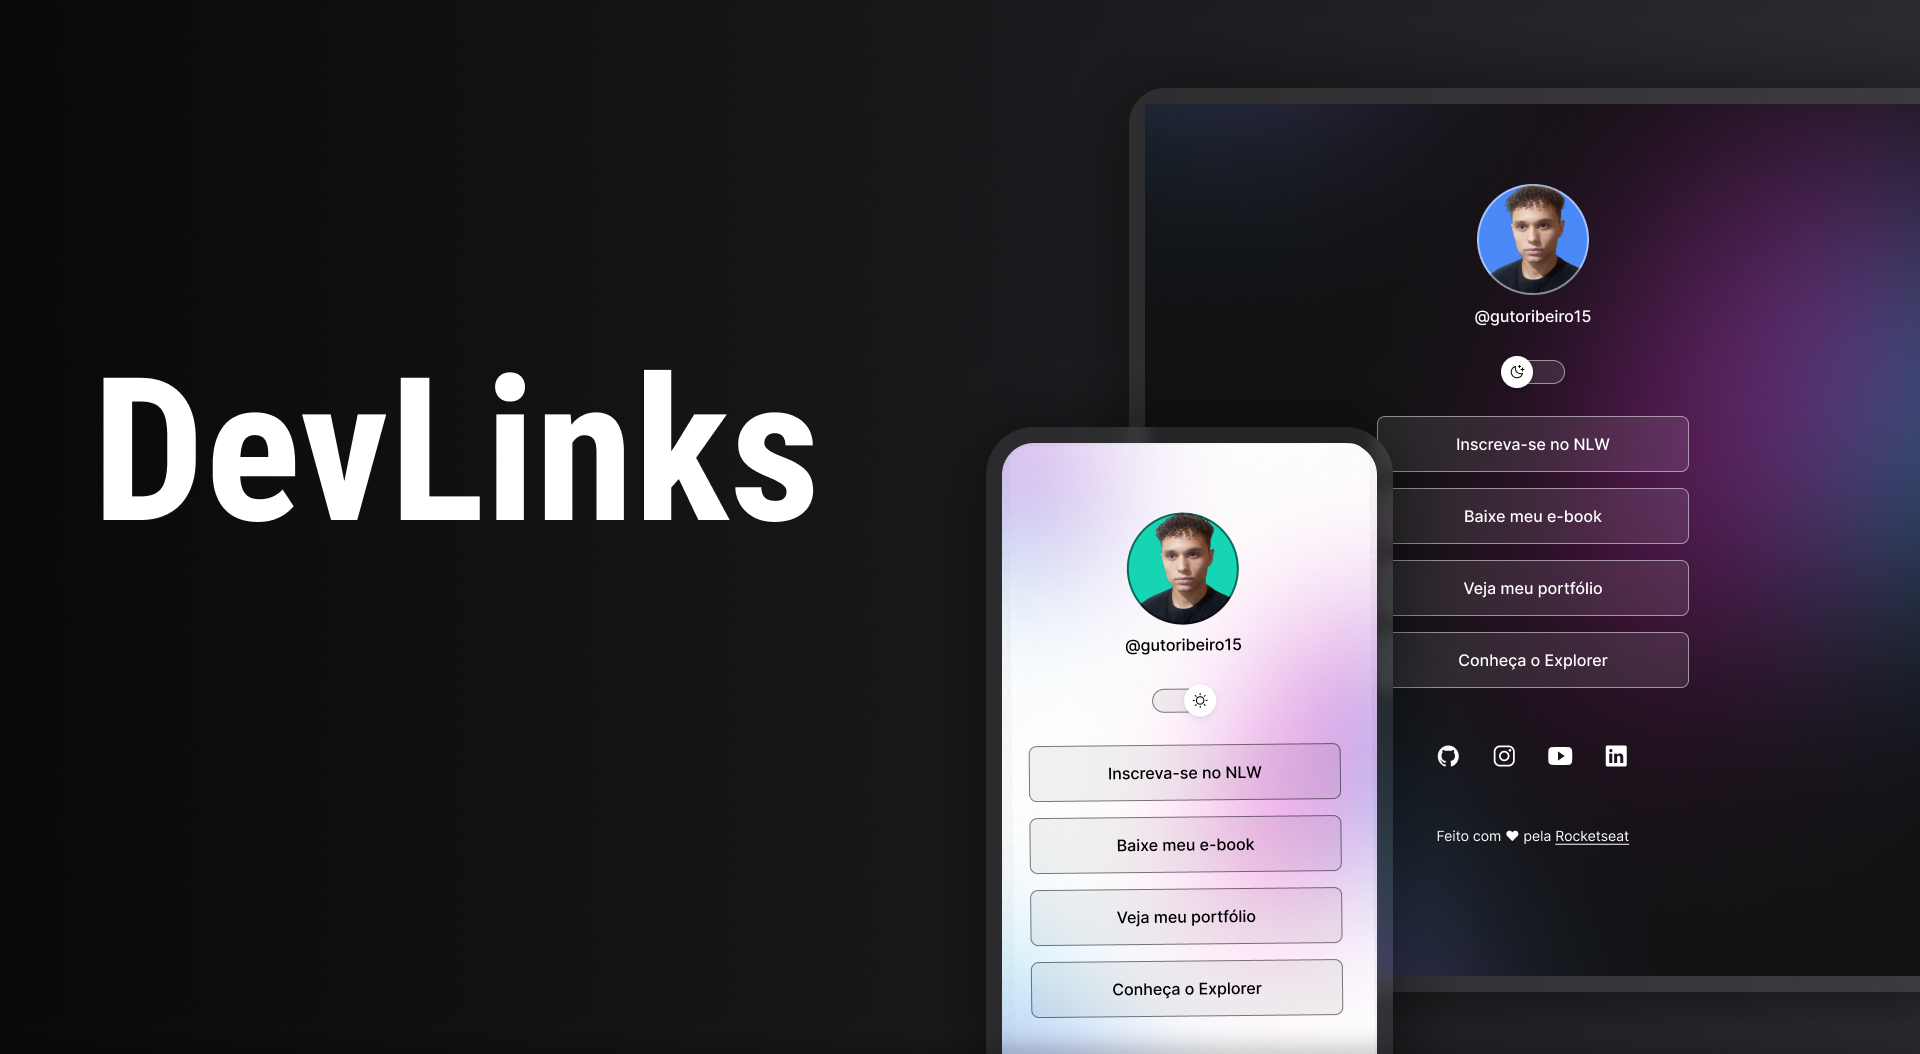 DevLinks
@gutoribeiro15
Inscreva-se no NLW
Baixe meu e-book
Veja meu portfólio
Conheça o Explorer
Feito com ♥ pela Rocketseat
@gutoribeiro15
Inscreva-se no NLW
Baixe meu e-book
Veja meu portfólio
Conheça o Explorer